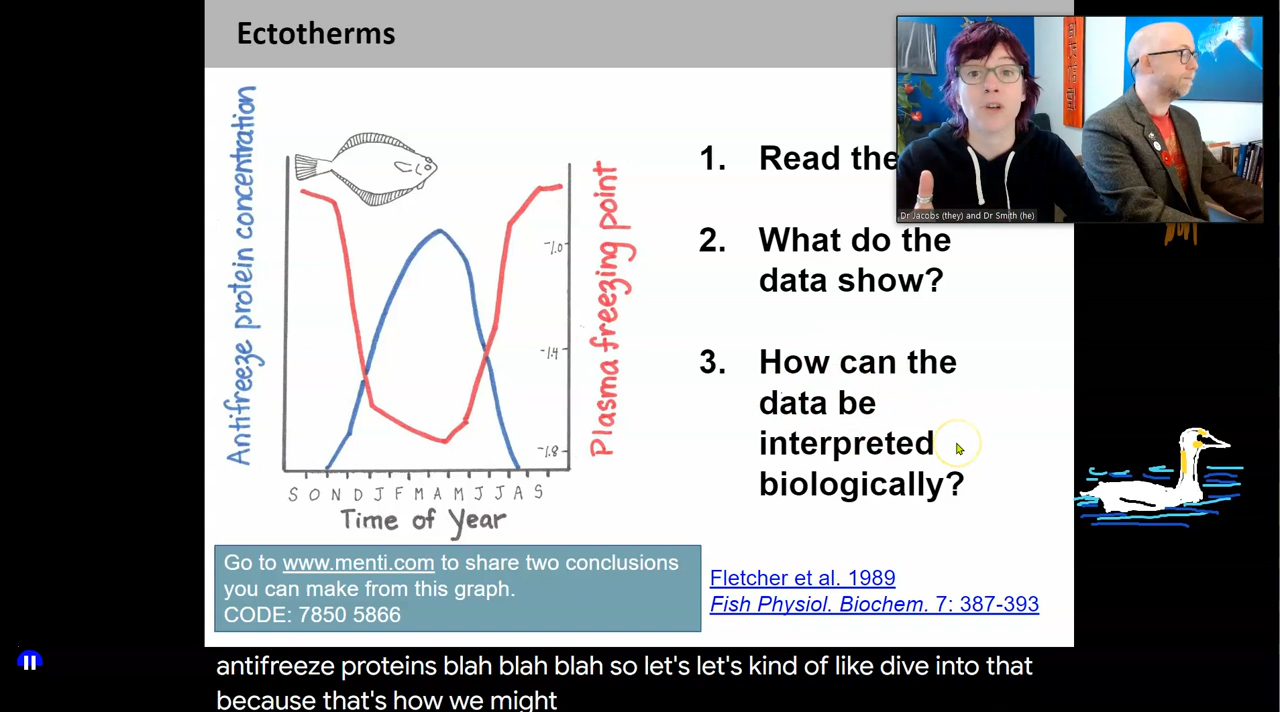 Ectotherms
Antifreeze protein concentration
Plasma freezing point
-1.0
-1.4
-1.8
S O N D J F M A M J J A S
Time of Year
1. Read the
2. What do the
data show?
3. How can the
data be
interpreted
biologically?
Dr Jacobs (they) and Dr Smith (he)
Go to www.menti.com to share two conclusions
you can make from this graph.
CODE: 7850 5866
Fletcher et al. 1989
Fish Physiol. Biochem. 7: 387-393
antifreeze proteins blah blah blah so let's let's kind of like dive into that
because that's how we might